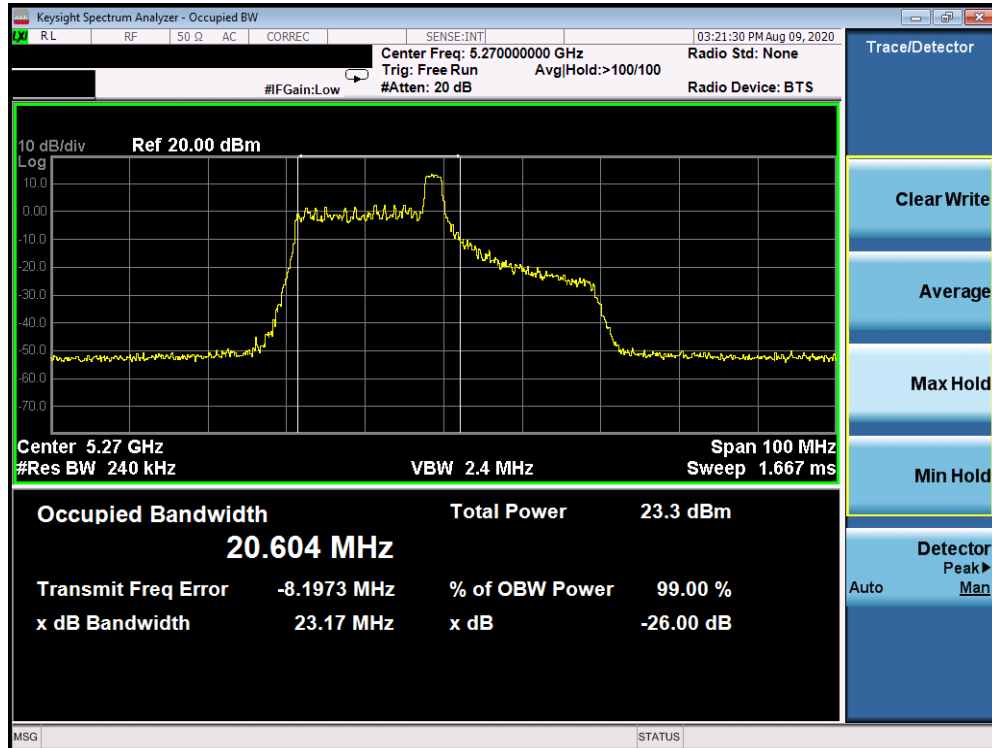 Keysight Spectrum Analyzer - Occupied BW
LXI RL RF 50 Ω AC CORREC SENSE:INT 03:21:30 PM Aug 09, 2020
Center Freq: 5.270000000 GHz Radio Std: None
Trig: Free Run Avg|Hold:>100/100
#IFGain:Low #Atten: 20 dB Radio Device: BTS
10 dB/div Ref 20.00 dBm
Log
10.0
0.00
-10.0
-20.0
-30.0
-40.0
-50.0
-60.0
-70.0
Center 5.27 GHz Span 100 MHz
#Res BW 240 kHz VBW 2.4 MHz Sweep 1.667 ms
Occupied Bandwidth Total Power 23.3 dBm
20.604 MHz
Transmit Freq Error -8.1973 MHz % of OBW Power 99.00 %
x dB Bandwidth 23.17 MHz x dB -26.00 dB
MSG STATUS
Trace/Detector
Clear Write
Average
Max Hold
Min Hold
Detector
Peak▶
Auto Man